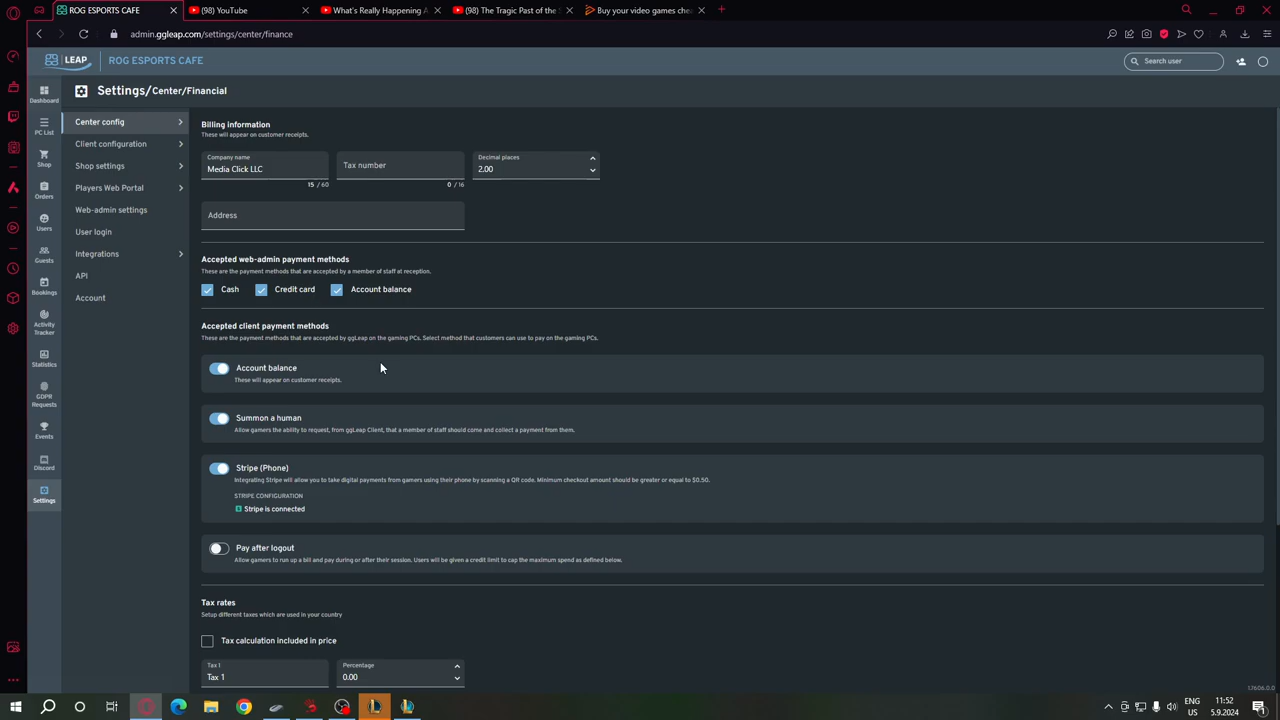 ROG ESPORTS CAFE
(98) YouTube
What's Really Happening A
(98) The Tragic Past of the S
Buy your video games che
admin.ggleap.com/settings/center/finance
LEAP
ROG ESPORTS CAFE
Search user
Dashboard
PC List
Shop
Orders
Users
Guests
Bookings
Activity
Tracker
Statistics
GDPR
Requests
Events
Discord
Settings
Settings/Center/Financial
Center config
Client configuration
Shop settings
Players Web Portal
Web-admin settings
User login
Integrations
API
Account
Billing information
These will appear on customer receipts.
Company name
Media Click LLC
15 / 60
Tax number
0 / 16
Decimal places
2.00
Address
Accepted web-admin payment methods
These are the payment methods that are accepted by a member of staff at reception.
Cash
Credit card
Account balance
Accepted client payment methods
These are the payment methods that are accepted by ggLeap on the gaming PCs. Select method that customers can use to pay on the gaming PCs.
Account balance
These will appear on customer receipts.
Summon a human
Allow gamers the ability to request, from ggLeap Client, that a member of staff should come and collect a payment from them.
Stripe (Phone)
Integrating Stripe will allow you to take digital payments from gamers using their phone by scanning a QR code. Minimum checkout amount should be greater or equal to $0.50.
STRIPE CONFIGURATION
Stripe is connected
Pay after logout
Allow gamers to run up a bill and pay during or after their session. Users will be given a credit limit to cap the maximum spend as defined below.
Tax rates
Setup different taxes which are used in your country
Tax calculation included in price
Tax 1
Tax 1
Percentage
0.00
1.7.606.0.0
ENG
US
11:52
5.9.2024